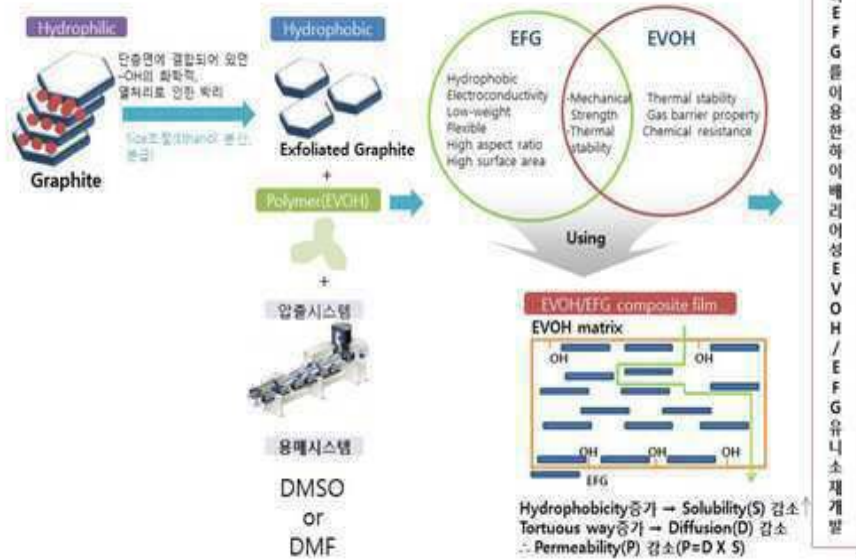 Hydrophilic
단층면에 결합되어 있면
-OH의 화학적,
열처리로 인한 박리
Graphite
Hydrophobic
Exfoliated Graphite
+
Polymer(EVOH)
+
압출시스템
용매시스템
DMSO
or
DMF
EFG
Hydrophobic
Electroconductivity
Low-weight
Flexible
High aspect ratio
High surface area
-Mechanical
Strength
-Thermal
stability
EVOH
Thermal stability
Gas barrier property
Chemical resistance
Using
EVOH/EFG composite film
EVOH matrix
OH
OH
OH
OH
OH
EFG
Hydrophobicity증가 → Solubility(S) 감소
Tortuous way증가 → Diffusion(D) 감소
∴ Permeability(P) 감소(P=D X S)
EFG를이용한하이배리어성EVOH/EFG유니소재개발